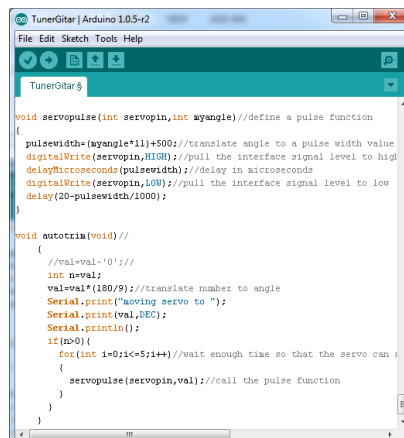 TunerGitar | Arduino 1.0.5-r2
File Edit Sketch Tools Help
TunerGitar §
void servopulse(int servopin,int myangle)//define a pulse function
{
pulsewidth=(myangle*11)+500;//translate angle to a pulse width value
digitalWrite(servopin,HIGH);//pull the interface signal level to high
delayMicroseconds(pulsewidth);//delay in microseconds
digitalWrite(servopin,LOW);//pull the interface signal level to low
delay(20-pulsewidth/1000);
}
void autotrim(void)//
{
//val=val-'0';//
int n=val;
val=val*(180/9);//translate number to angle
Serial.print("moving servo to ");
Serial.print(val,DEC);
Serial.println();
if(n>0){
for(int i=0;i<=5;i++)//wait enough time so that the servo can
{
servopulse(servopin,val);//call the pulse function
}
}
}